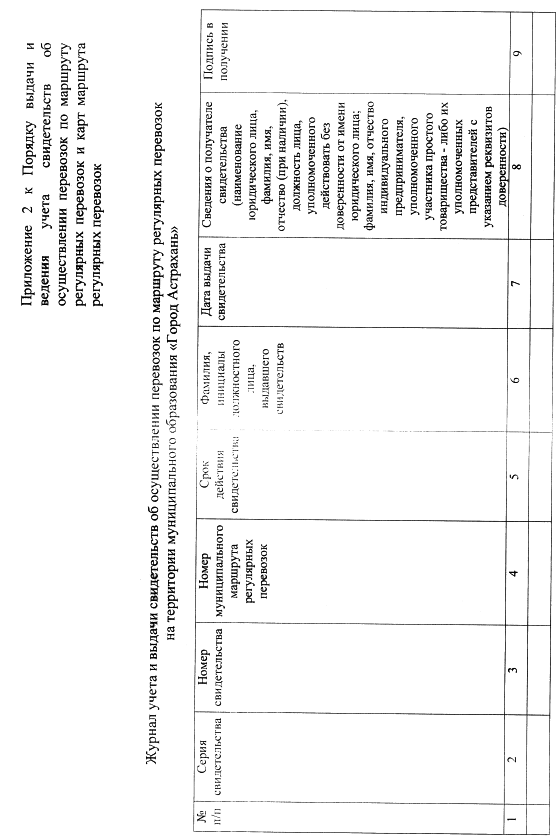 Приложение 2 к Порядку выдачи и
ведения учета свидетельств об
осуществлении перевозок по маршруту
регулярных перевозок и карт маршрута
регулярных перевозок
Журнал учета и выдачи свидетельств об осуществлении перевозок по маршруту регулярных перевозок
на территории муниципального образования «Город Астрахань»
№
п/п
Серия
свидетельства
Номер
свидетельства
Номер
муниципального
маршрута
регулярных
перевозок
Срок
действия
свидетельства
Фамилия,
инициалы
должностного
лица,
выдавшего
свидетельств
Дата выдачи
свидетельства
Сведения о получателе
свидетельства
(наименование
юридического лица,
фамилия, имя,
отчество (при наличии),
должность лица,
уполномоченного
действовать без
доверенности от имени
юридического лица;
фамилия, имя, отчество
индивидуального
предпринимателя,
уполномоченного
участника простого
товарищества - либо их
уполномоченных
представителей с
указанием реквизитов
доверенности)
Подпись в
получении
1
2
3
4
5
6
7
8
9